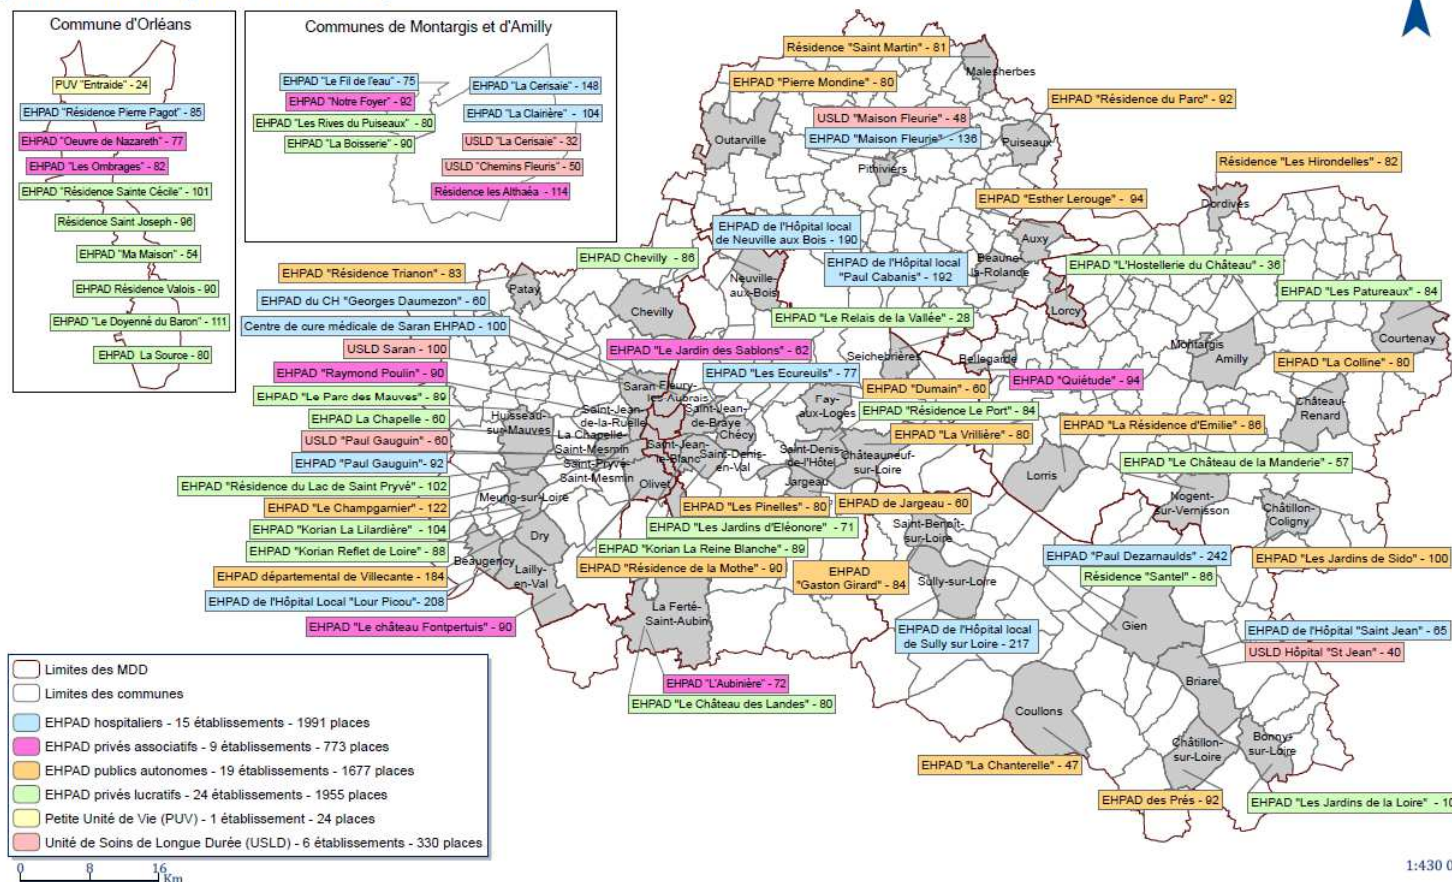 Commune d'Orléans
PUV "Entraide" - 24
EHPAD "Résidence Pierre Pagot" - 85
EHPAD "Oeuvre de Nazareth" - 77
EHPAD "Les Ombrages" - 82
EHPAD "Résidence Sainte Cécile" - 101
Résidence Saint Joseph - 96
EHPAD "Ma Maison" - 54
EHPAD Résidence Valois - 90
EHPAD "Le Doyenné du Baron" - 111
EHPAD La Source - 80
Communes de Montargis et d'Amilly
EHPAD "Le Fil de l'eau" - 75
EHPAD "Notre Foyer" - 92
EHPAD "Les Rives du Puiseaux" - 80
EHPAD "La Boisserie" - 90
EHPAD "La Cerisaie" - 148
EHPAD "La Clairière" - 104
USLD "La Cerisaie" - 32
USLD "Chemins Fleuris" - 50
Résidence les Althaéa - 114
Résidence "Saint Martin" - 81
Malesherbes
EHPAD "Pierre Mondine" - 80
EHPAD "Résidence du Parc" - 92
USLD "Maison Fleurie" - 48
EHPAD "Maison Fleurie" - 136
Outarville
Puiseaux
Pithiviers
Résidence "Les Hirondelles" - 82
Dordives
EHPAD "Esther Lerouge" - 94
EHPAD de l'Hôpital local
de Neuville aux Bois - 190
Auxy
EHPAD de l'Hôpital local
"Paul Cabanis" - 192
Beaune-
la-Rolande
EHPAD Chevilly - 86
Neuville-
aux-Bois
EHPAD "L'Hostellerie du Château" - 36
EHPAD "Les Patureaux" - 84
EHPAD "Résidence Trianon" - 83
Patay
Chevilly
Lorcy
EHPAD "Le Relais de la Vallée" - 28
Courtenay
EHPAD du CH "Georges Daumezon" - 60
Centre de cure médicale de Saran EHPAD - 100
USLD Saran - 100
EHPAD "Raymond Poulin" - 90
EHPAD "Le Parc des Mauves" - 89
EHPAD La Chapelle - 60
USLD "Paul Gauguin" - 60
EHPAD "Paul Gauguin" - 92
EHPAD "Résidence du Lac de Saint Pryvé" - 102
EHPAD "Le Champgarnier" - 122
EHPAD "Korian La Lilardière" - 104
EHPAD "Korian Reflet de Loire" - 88
EHPAD départemental de Villecante - 184
EHPAD de l'Hôpital Local "Lour Picou"- 208
EHPAD "Le château Fontpertuis" - 90
EHPAD "Le Jardin des Sablons" - 62
Seichebrières
Bellegarde
Montargis
Amilly
EHPAD "Les Ecureuils" - 77
EHPAD "Quiétude" - 94
EHPAD "La Colline" - 80
EHPAD "Dumain" - 60
EHPAD "Résidence Le Port" - 84
EHPAD "La Vrillière" - 80
EHPAD "La Résidence d'Emilie" - 86
Château-
Renard
Saran
Fleury-
les-Aubrais
Saint-Jean-
de-la-Ruelle
Saint-Jean-
de-Braye
Chécy
Fay-
aux-Loges
Huisseau-
sur-Mauves
La Chapelle-
Saint-Mesmin
Saint-Pryvé-
Saint-Mesmin
Saint-Jean-
le-Blanc
Saint-Denis-
en-Val
Saint-Denis-
de-l'Hôtel
Châteauneuf-
sur-Loire
Jargeau
Olivet
Lorris
EHPAD "Le Château de la Manderie" - 57
Meung-sur-Loire
Nogent-
sur-Vernisson
Châtillon-
Coligny
EHPAD "Les Pinelles" - 80
EHPAD de Jargeau - 60
EHPAD "Les Jardins d'Eléonore" - 71
Saint-Benoît-
sur-Loire
Dry
Beaugency
Lailly-
en-Val
EHPAD "Korian La Reine Blanche" - 89
EHPAD "Résidence de la Mothe" - 90
EHPAD
"Gaston Girard" - 84
Sully-sur-Loire
EHPAD "Paul Dezarnaulds" - 242
EHPAD "Les Jardins de Sido" - 100
Résidence "Santel" - 86
La Ferté-
Saint-Aubin
EHPAD de l'Hôpital local
de Sully sur Loire - 217
Gien
EHPAD de l'Hôpital "Saint Jean" - 65
USLD Hôpital "St Jean" - 40
EHPAD "L'Aubinière" - 72
EHPAD "Le Château des Landes" - 80
Briare
Coullons
Châtillon-
sur-Loire
Bonny-
sur-Loire
EHPAD "La Chanterelle" - 47
EHPAD des Prés - 92
EHPAD "Les Jardins de la Loire" - 10
Limites des MDD
Limites des communes
EHPAD hospitaliers - 15 établissements - 1991 places
EHPAD privés associatifs - 9 établissements - 773 places
EHPAD publics autonomes - 19 établissements - 1677 places
EHPAD privés lucratifs - 24 établissements - 1955 places
Petite Unité de Vie (PUV) - 1 établissement - 24 places
Unité de Soins de Longue Durée (USLD) - 6 établissements - 330 places
0 8 16
Km
1:430 0